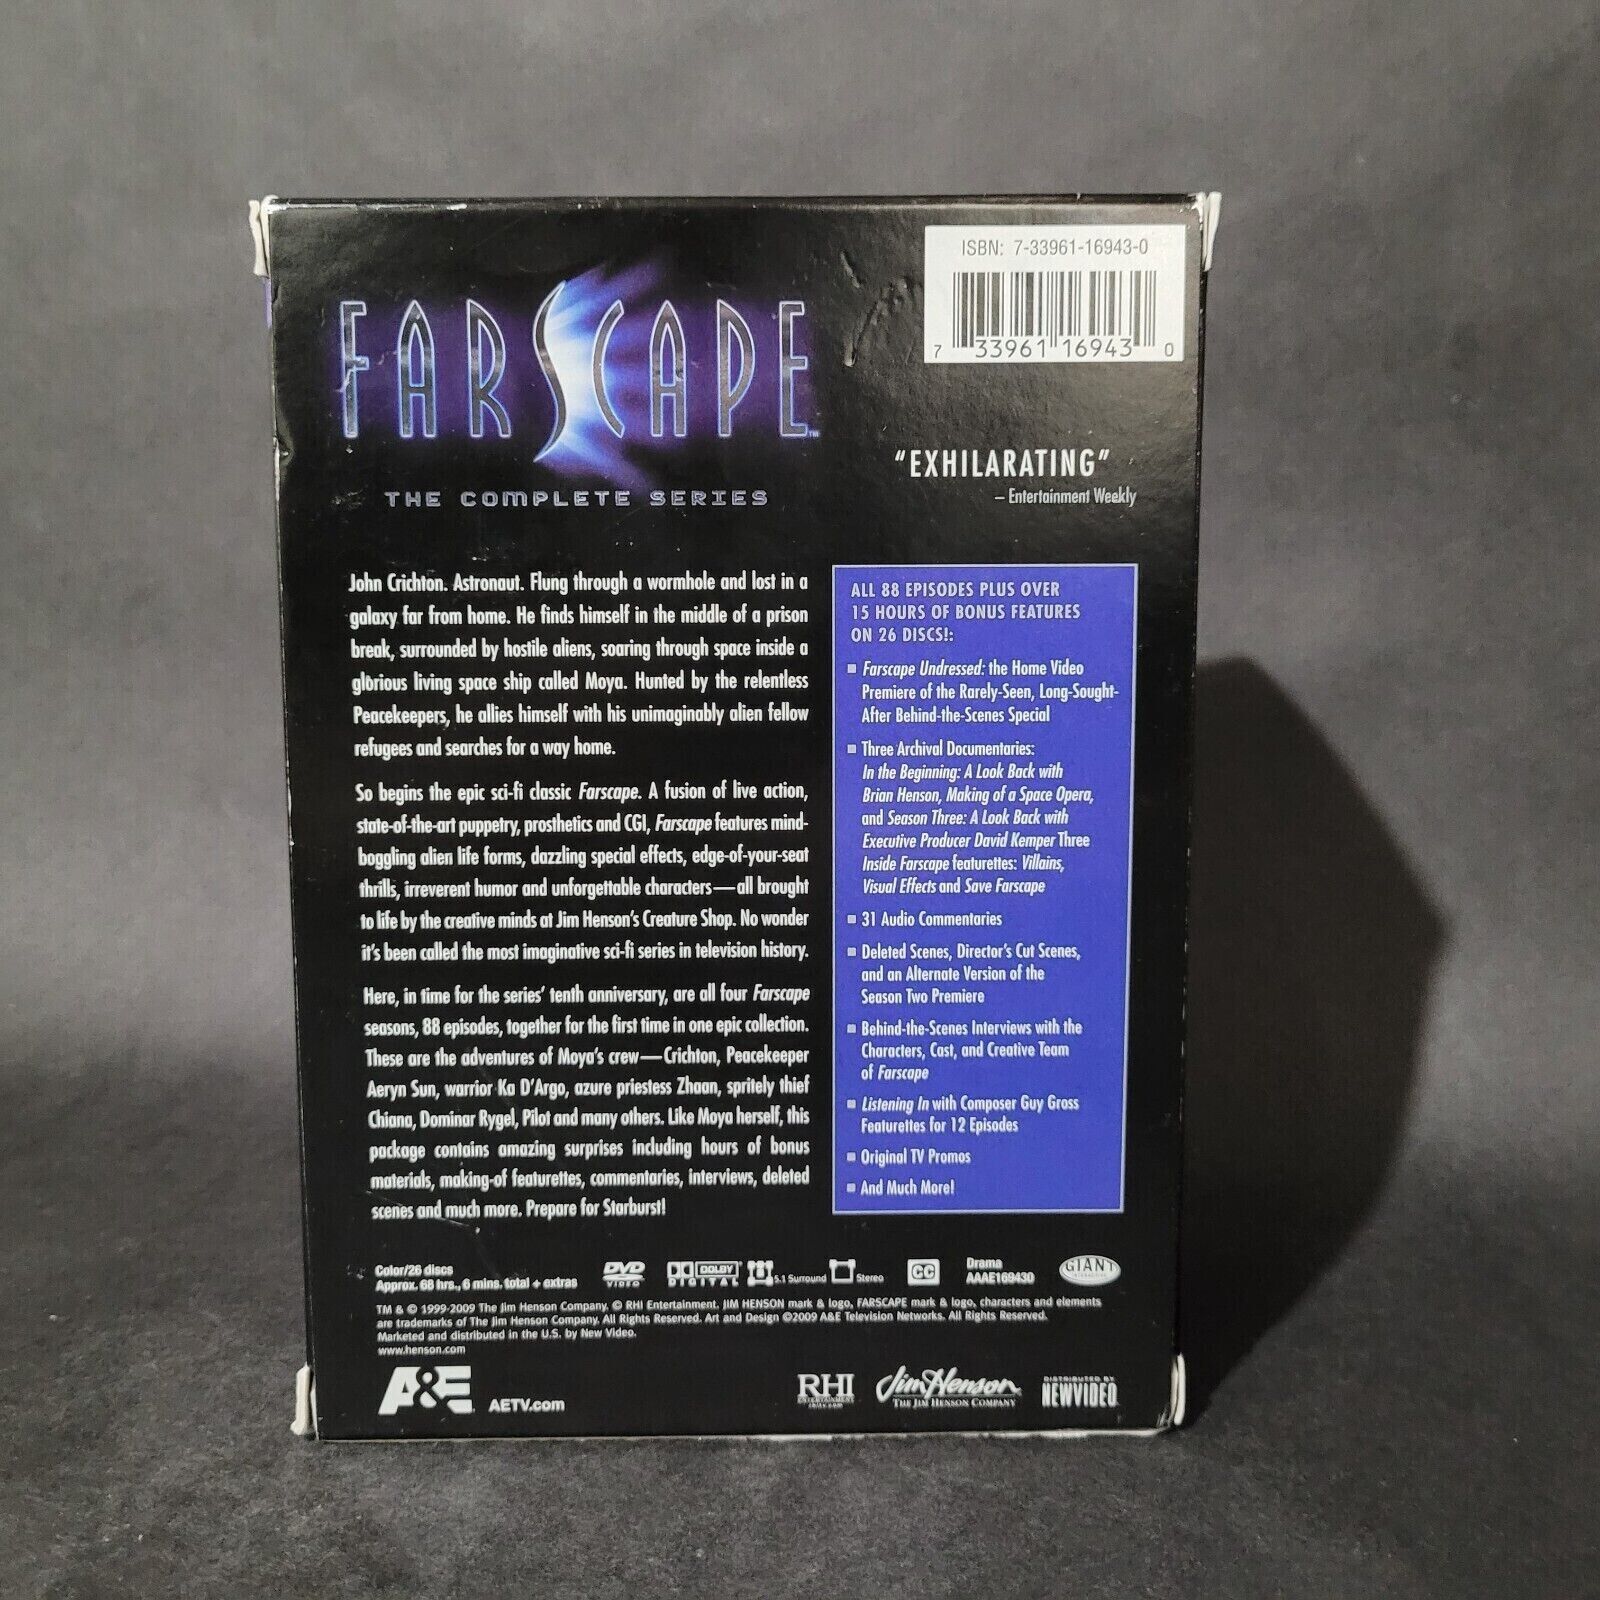 ISBN: 7-33961-16943-0
7 33961 16943 0
FARSCAPE™
THE COMPLETE SERIES
"EXHILARATING"
– Entertainment Weekly
John Crichton. Astronaut. Flung through a wormhole and lost in a
galaxy far from home. He finds himself in the middle of a prison
break, surrounded by hostile aliens, soaring through space inside a
glorious living space ship called Moya. Hunted by the relentless
Peacekeepers, he allies himself with his unimaginably alien fellow
refugees and searches for a way home.
So begins the epic sci-fi classic Farscape. A fusion of live action,
state-of-the-art puppetry, prosthetics and CGI, Farscape features mind-
boggling alien life forms, dazzling special effects, edge-of-your-seat
thrills, irreverent humor and unforgettable characters—all brought
to life by the creative minds at Jim Henson's Creature Shop. No wonder
it's been called the most imaginative sci-fi series in television history.
Here, in time for the series' tenth anniversary, are all four Farscape
seasons, 88 episodes, together for the first time in one epic collection.
These are the adventures of Moya's crew—Crichton, Peacekeeper
Aeryn Sun, warrior Ka D'Argo, azure priestess Zhaan, spritely thief
Chiana, Dominar Rygel, Pilot and many others. Like Moya herself, this
package contains amazing surprises including hours of bonus
materials, making-of featurettes, commentaries, interviews, deleted
scenes and much more. Prepare for Starburst!
ALL 88 EPISODES PLUS OVER
15 HOURS OF BONUS FEATURES
ON 26 DISCS!:
Farscape Undressed: the Home Video
Premiere of the Rarely-Seen, Long-Sought-
After Behind-the-Scenes Special
Three Archival Documentaries:
In the Beginning: A Look Back with
Brian Henson, Making of a Space Opera,
and Season Three: A Look Back with
Executive Producer David Kemper Three
Inside Farscape featurettes: Villains,
Visual Effects and Save Farscape
31 Audio Commentaries
Deleted Scenes, Director's Cut Scenes,
and an Alternate Version of the
Season Two Premiere
Behind-the-Scenes Interviews with the
Characters, Cast, and Creative Team
of Farscape
Listening In with Composer Guy Gross
Featurettes for 12 Episodes
Original TV Promos
And Much More!
Color/26 discs
Approx. 68 hrs., 6 mins. total + extras
DVD VIDEO
DOLBY DIGITAL
5.1 Surround
Stereo
CC
Drama
AAAE169430
GIANT INTERACTIVE
TM & © 1999-2009 The Jim Henson Company. © RHI Entertainment. JIM HENSON mark & logo, FARSCAPE mark & logo, characters and elements
are trademarks of The Jim Henson Company. All Rights Reserved. Art and Design ©2009 A&E Television Networks. All Rights Reserved.
Marketed and distributed in the U.S. by New Video.
www.henson.com
A&E
AETV.com
RHI
ENTERTAINMENT
rhitv.com
Jim Henson
THE JIM HENSON COMPANY
DISTRIBUTED BY
NEWVIDEO